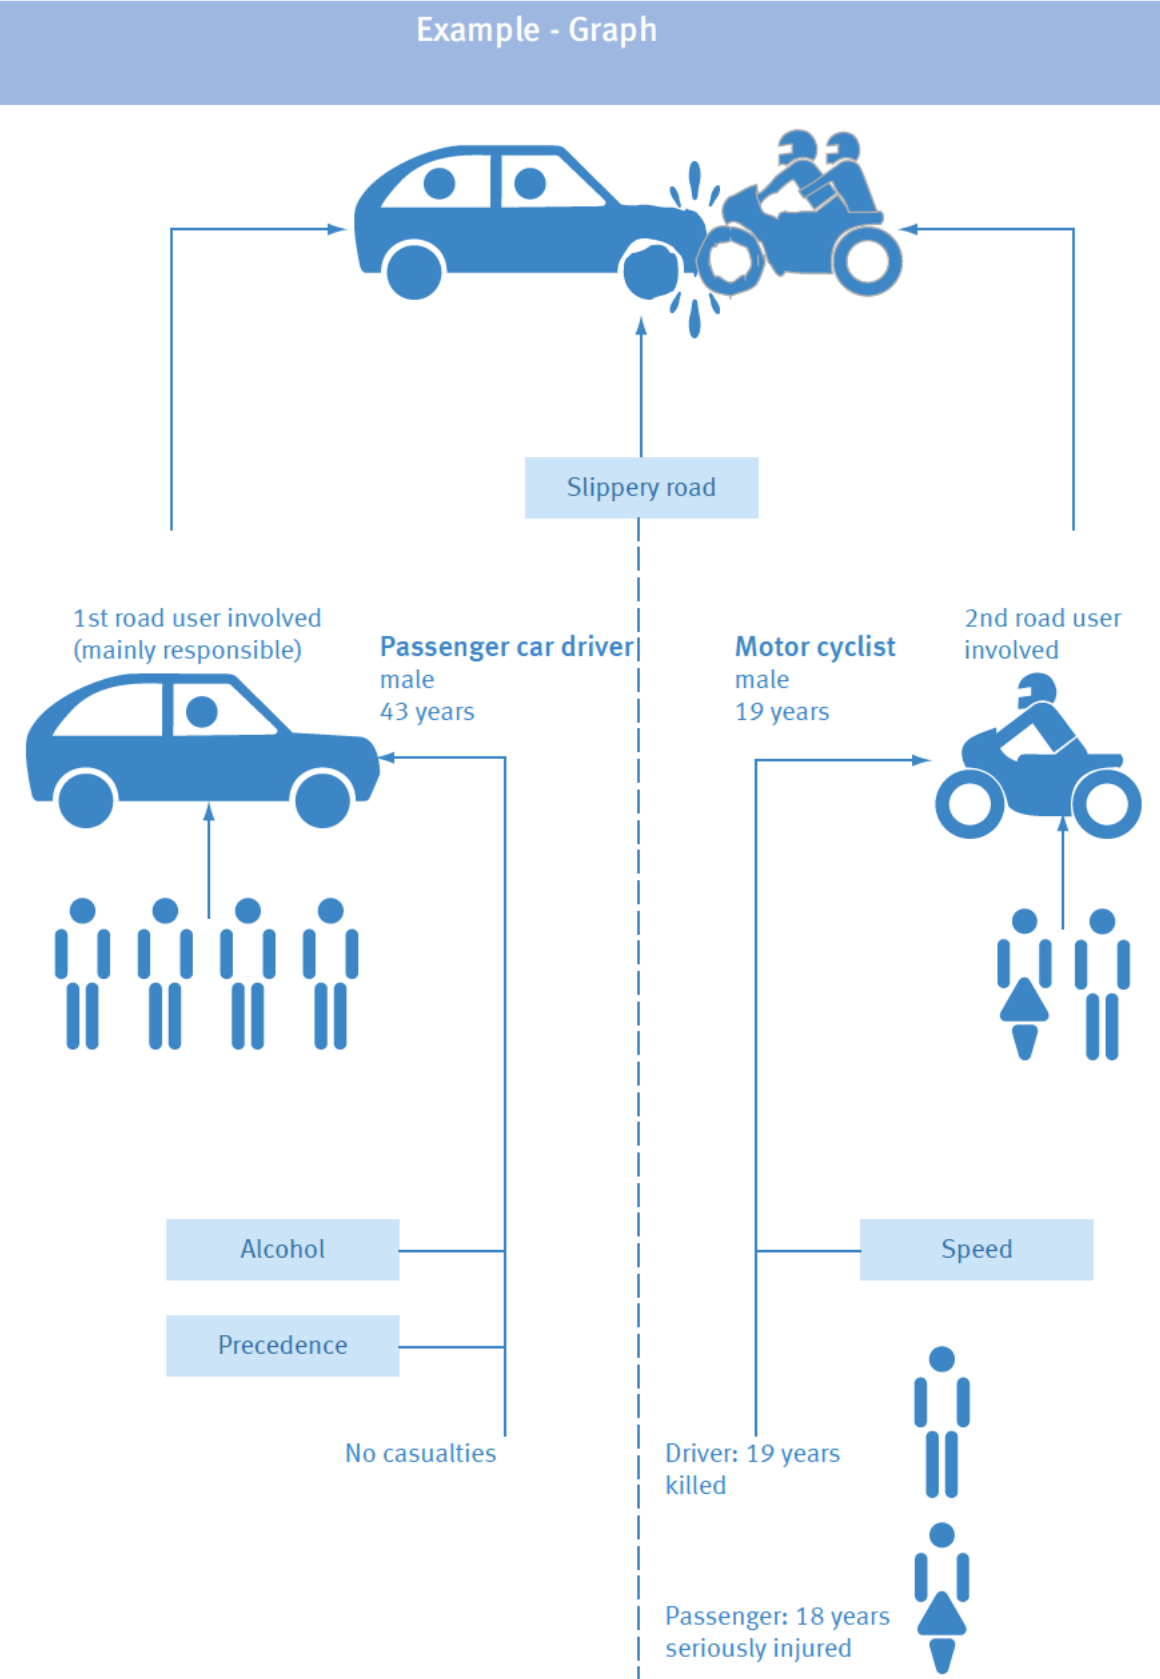 Example - Graph
Slippery road
1st road user involved
(mainly responsible)
Passenger car driver
male
43 years
Motor cyclist
male
19 years
2nd road user
involved
Alcohol
Speed
Precedence
No casualties
Driver: 19 years
killed
Passenger: 18 years
seriously injured